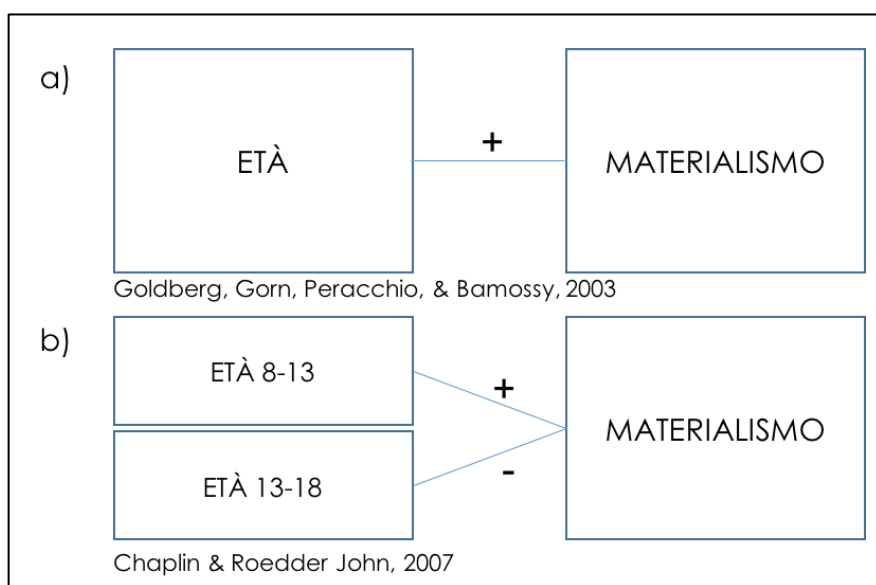 a)
ETÀ
+
MATERIALISMO
Goldberg, Gorn, Peracchio, & Bamossy, 2003
b)
ETÀ 8-13
+
MATERIALISMO
-
ETÀ 13-18
Chaplin & Roedder John, 2007